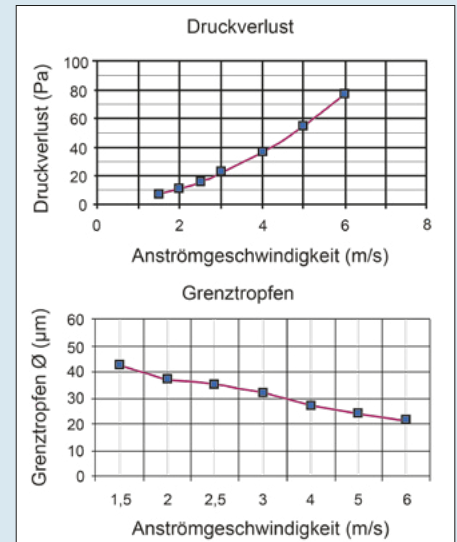 Druckverlust
Druckverlust (Pa)
100
80
60
40
20
0
0 2 4 6 8
Anströmgeschwindigkeit (m/s)
Grenztropfen
Grenztropfen Ø (µm)
60
50
40
30
20
10
0
1,5 2 2,5 3 4 5 6
Anströmgeschwindigkeit (m/s)